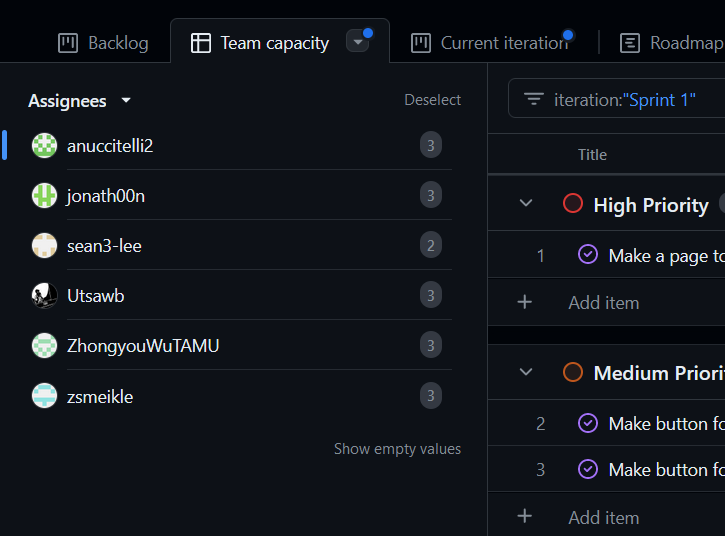 Backlog
Team capacity
Current iteration
Roadmap
Assignees
Deselect
anuccitelli2
3
jonath00n
3
sean3-lee
2
Utsawb
3
ZhongyouWuTAMU
3
zsmeikle
3
Show empty values
iteration:"Sprint 1"
Title
High Priority
1 Make a page to
Add item
Medium Priorit
2 Make button fo
3 Make button fo
Add item